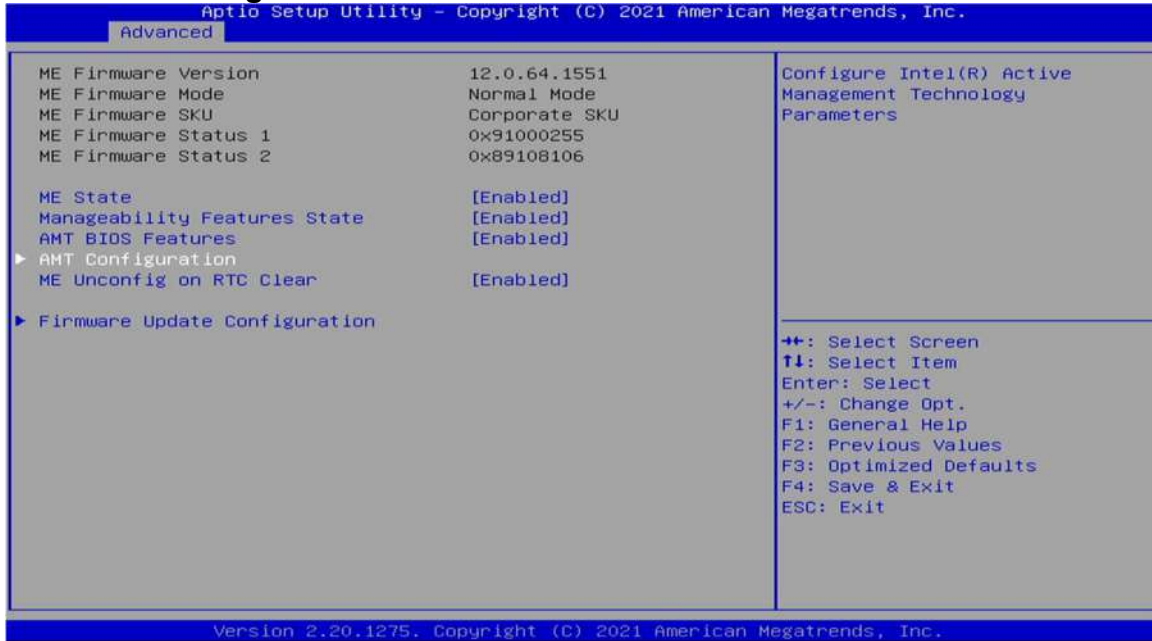 Aptio Setup Utility – Copyright (C) 2021 American Megatrends, Inc.
Advanced
ME Firmware Version 12.0.64.1551
ME Firmware Mode Normal Mode
ME Firmware SKU Corporate SKU
ME Firmware Status 1 0x91000255
ME Firmware Status 2 0x89108106
ME State [Enabled]
Manageability Features State [Enabled]
AMT BIOS Features [Enabled]
► AMT Configuration
ME Unconfig on RTC Clear [Enabled]
► Firmware Update Configuration
Configure Intel(R) Active
Management Technology
Parameters
→←: Select Screen
↑↓: Select Item
Enter: Select
+/-: Change Opt.
F1: General Help
F2: Previous Values
F3: Optimized Defaults
F4: Save & Exit
ESC: Exit
Version 2.20.1275. Copyright (C) 2021 American Megatrends, Inc.